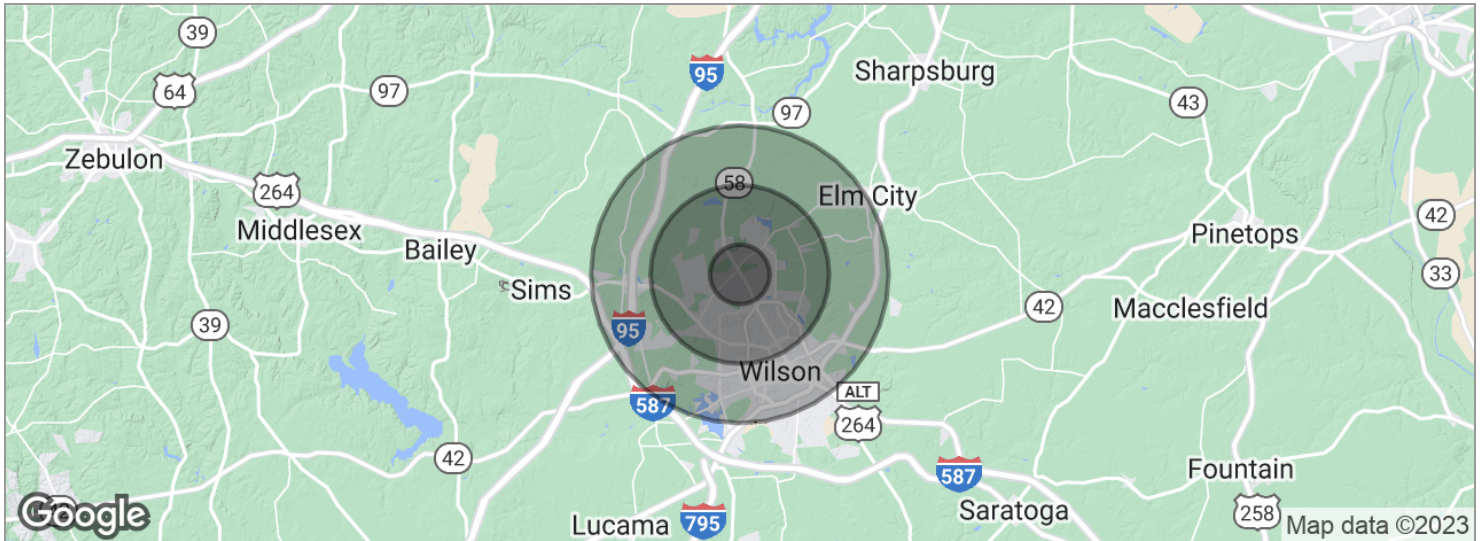 39
95
Sharpsburg
64
97
43
97
Zebulon
58
264
Elm City
42
Middlesex
Pinetops
Bailey
33
Sims
42
Macclesfield
39
95
Wilson
ALT
587
264
42
587
Fountain
Saratoga
258
Google
Lucama
795
Map data ©2023